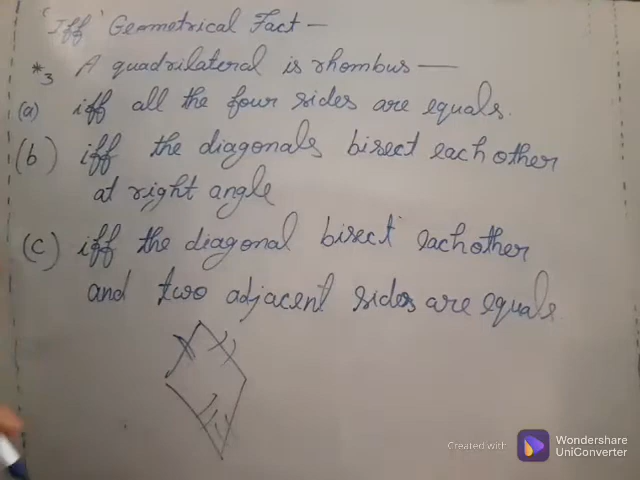 'Iff' Geometrical Fact —
*3 A quadrilateral is rhombus —
(a) iff all the four sides are equals.
(b) iff the diagonals bisect each other
at right angle
(c) iff the diagonal bisect each other
and two adjacent sides are equals.
Created with Wondershare
UniConverter